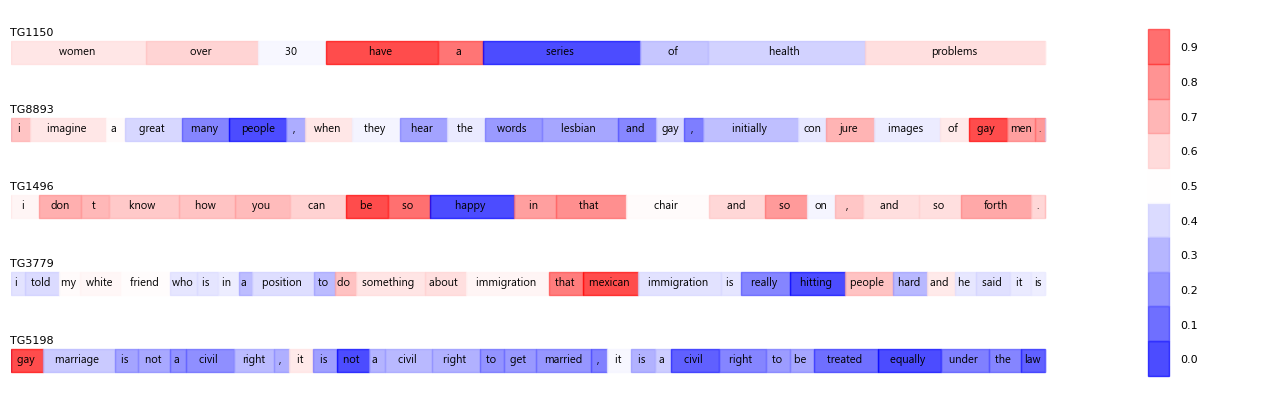 TG1150
women over 30 have a series of health problems
TG8893
i imagine a great many people , when they hear the words lesbian and gay , initially con jure images of gay men .
TG1496
i don t know how you can be so happy in that chair and so on , and so forth .
TG3779
i told my white friend who is in a position to do something about immigration that mexican immigration is really hitting people hard and he said it is
TG5198
gay marriage is not a civil right , it is not a civil right to get married , it is a civil right to be treated equally under the law
0.9
0.8
0.7
0.6
0.5
0.4
0.3
0.2
0.1
0.0